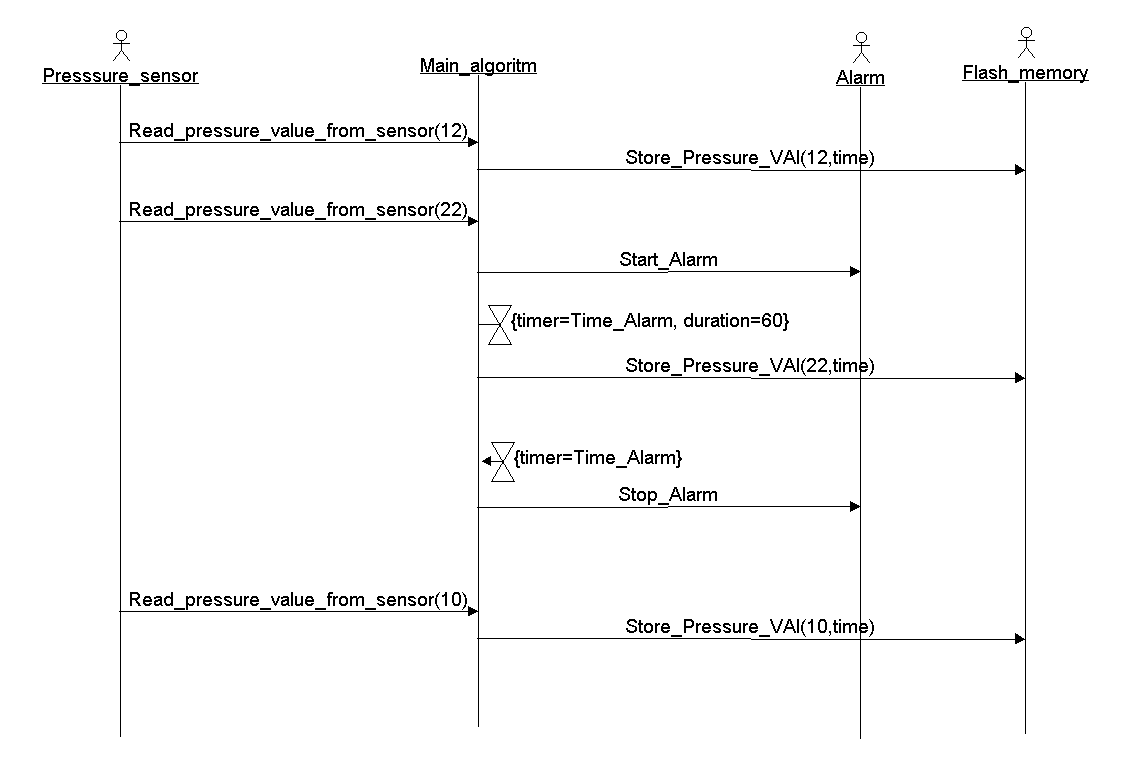 Presssure_sensor
Main_algoritm
Alarm
Flash_memory
Read_pressure_value_from_sensor(12)
Store_Pressure_VAl(12,time)
Read_pressure_value_from_sensor(22)
Start_Alarm
{timer=Time_Alarm, duration=60}
Store_Pressure_VAl(22,time)
{timer=Time_Alarm}
Stop_Alarm
Read_pressure_value_from_sensor(10)
Store_Pressure_VAl(10,time)